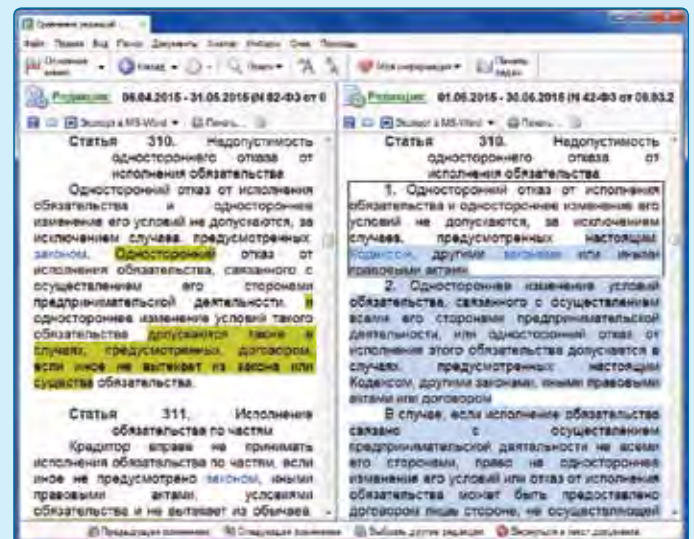 Сравнение редакций
Файл Правка Вид Поиск Документы Анализ Окна Помощь
Основное меню Назад Поиск Моя информация Панель задач
Редакция: 06.04.2015 - 31.05.2015 (N 42-ФЗ от 0
Экспорт в MS-Word Печать...
Статья 310. Недопустимость
одностороннего отказа от
исполнения обязательства
Односторонний отказ от исполнения
обязательства и одностороннее
изменение его условий не допускаются, за
исключением случаев, предусмотренных
законом. Односторонний отказ от
исполнения обязательства, связанного с
осуществлением его сторонами
предпринимательской деятельности, и
одностороннее изменение условий такого
обязательства допускаются также в
случаях, предусмотренных договором,
если иное не вытекает из закона или
существа обязательства.
Статья 311. Исполнение
обязательства по частям
Кредитор вправе не принимать
исполнения обязательства по частям, если
иное не предусмотрено законом, иными
правовыми актами, условиями
обязательства и не вытекает из обычаев
Редакция: 01.06.2015 - 30.06.2015 (N 42-ФЗ от 08.03.2
Экспорт в MS-Word Печать...
Статья 310. Недопустимость
одностороннего отказа от
исполнения обязательства
1. Односторонний отказ от исполнения
обязательства и одностороннее изменение его
условий не допускаются, за исключением
случаев, предусмотренных настоящим
Кодексом, другими законами или иными
правовыми актами.
2. Одностороннее изменение условий
обязательства, связанного с осуществлением
всеми его сторонами предпринимательской
деятельности, или односторонний отказ от
исполнения этого обязательства допускается в
случаях, предусмотренных настоящим
Кодексом, другими законами, иными правовыми
актами или договором
В случае, если исполнение обязательства
связано с осуществлением
предпринимательской деятельности не всеми
его сторонами, право на одностороннее
изменение его условий или отказ от исполнения
обязательства может быть предоставлено
договором лишь стороне, не осуществляющей
Предыдущее изменение Следующее изменение Выбрать другие редакции Вернуться в текст документа